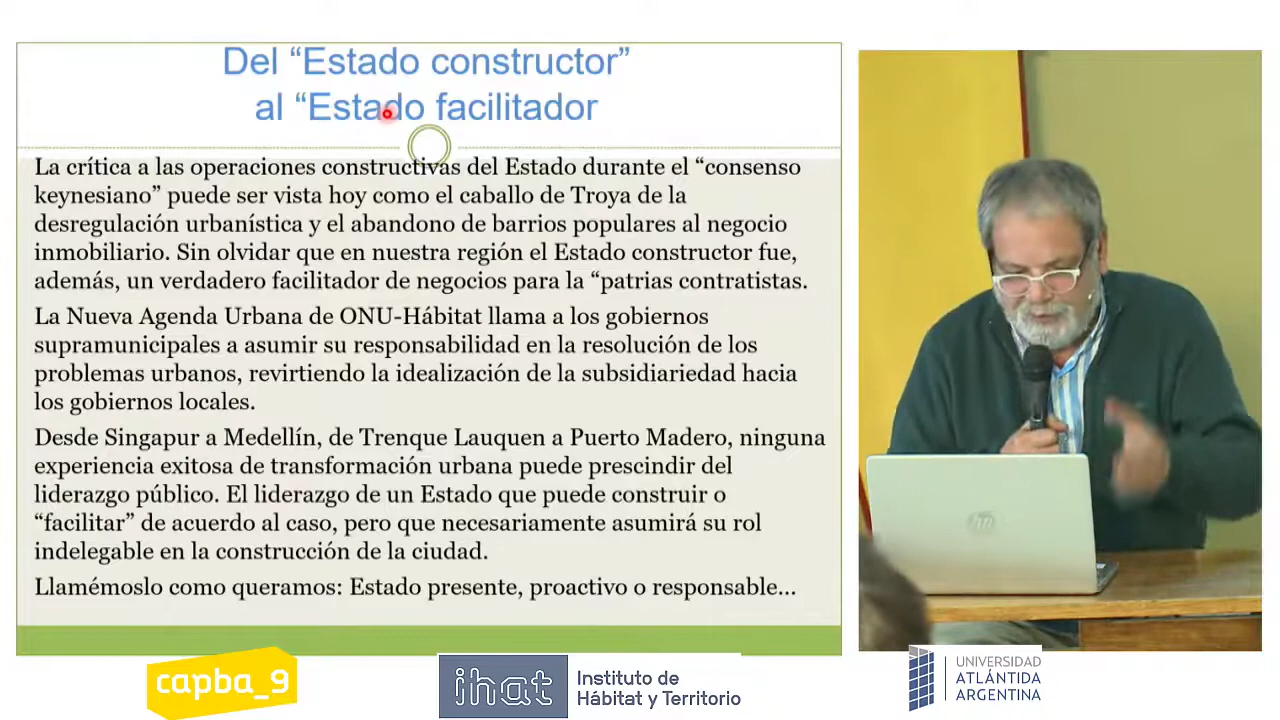 Del “Estado constructor”
al “Estado facilitador
La crítica a las operaciones constructivas del Estado durante el “consenso
keynesiano” puede ser vista hoy como el caballo de Troya de la
desregulación urbanística y el abandono de barrios populares al negocio
inmobiliario. Sin olvidar que en nuestra región el Estado constructor fue,
además, un verdadero facilitador de negocios para la “patrias contratistas.
La Nueva Agenda Urbana de ONU-Hábitat llama a los gobiernos
supramunicipales a asumir su responsabilidad en la resolución de los
problemas urbanos, revirtiendo la idealización de la subsidiariedad hacia
los gobiernos locales.
Desde Singapur a Medellín, de Trenque Lauquen a Puerto Madero, ninguna
experiencia exitosa de transformación urbana puede prescindir del
liderazgo público. El liderazgo de un Estado que puede construir o
“facilitar” de acuerdo al caso, pero que necesariamente asumirá su rol
indelegable en la construcción de la ciudad.
Llamémoslo como queramos: Estado presente, proactivo o responsable...
hp
capba_9
ihat
Instituto de
Hábitat y Territorio
UNIVERSIDAD
ATLÁNTIDA
ARGENTINA